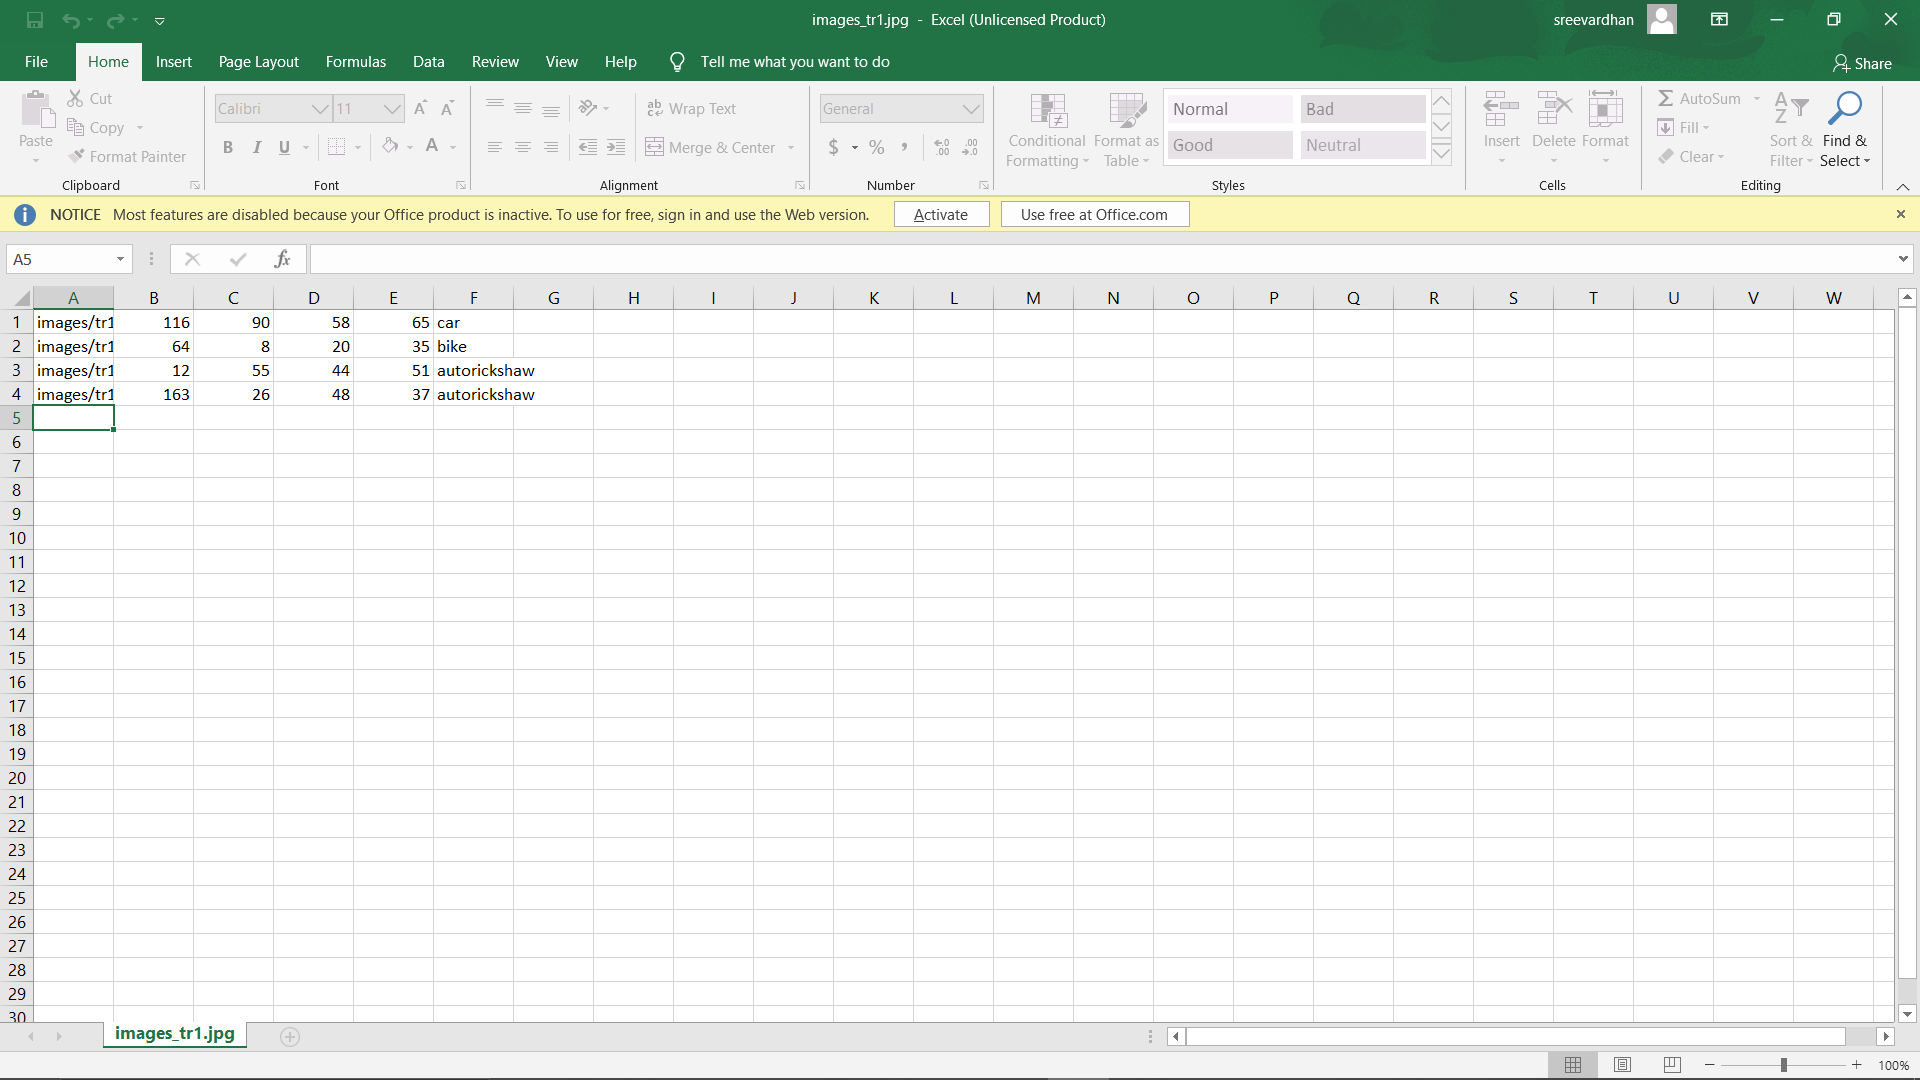 images_tr1.jpg - Excel (Unlicensed Product)
sreevardhan
File Home Insert Page Layout Formulas Data Review View Help Tell me what you want to do
Share
Paste
Cut
Copy
Format Painter
Clipboard
Calibri 11
B I U
Font
Wrap Text
Merge & Center
Alignment
General
$ % ,
Number
Conditional Formatting
Format as Table
Normal Bad
Good Neutral
Styles
Insert Delete Format
Cells
AutoSum
Fill
Clear
Sort & Filter
Find & Select
Editing
NOTICE Most features are disabled because your Office product is inactive. To use for free, sign in and use the Web version. Activate Use free at Office.com
A5 fx
A B C D E F G H I J K L M N O P Q R S T U V W
1 images/tr1 116 90 58 65 car
2 images/tr1 64 8 20 35 bike
3 images/tr1 12 55 44 51 autorickshaw
4 images/tr1 163 26 48 37 autorickshaw
5
6
7
8
9
10
11
12
13
14
15
16
17
18
19
20
21
22
23
24
25
26
27
28
29
30
images_tr1.jpg
100%